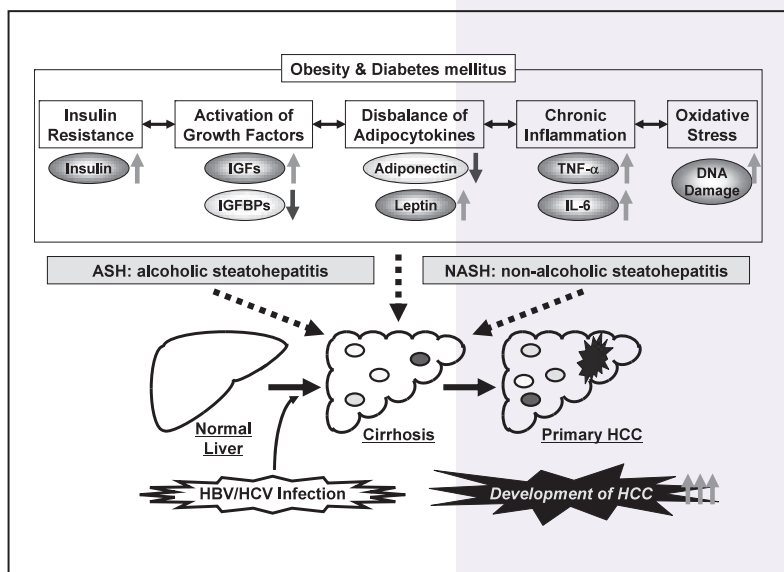 Obesity & Diabetes mellitus
Insulin
Resistance
Activation of
Growth Factors
Disbalance of
Adipocytokines
Chronic
Inflammation
Oxidative
Stress
Insulin
IGFs
IGFBPs
Adiponectin
Leptin
TNF-α
IL-6
DNA
Damage
ASH: alcoholic steatohepatitis
NASH: non-alcoholic steatohepatitis
Normal
Liver
Cirrhosis
Primary HCC
HBV/HCV Infection
Development of HCC